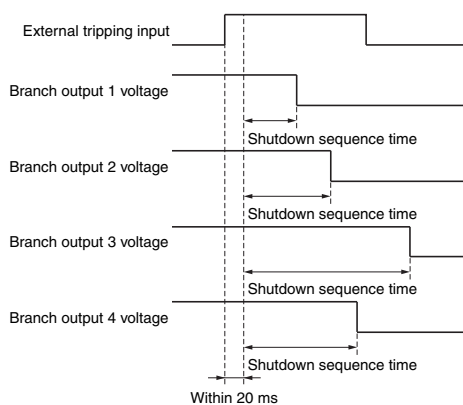 External tripping input
Branch output 1 voltage
Shutdown sequence time
Branch output 2 voltage
Shutdown sequence time
Branch output 3 voltage
Shutdown sequence time
Branch output 4 voltage
Shutdown sequence time
Within 20 ms